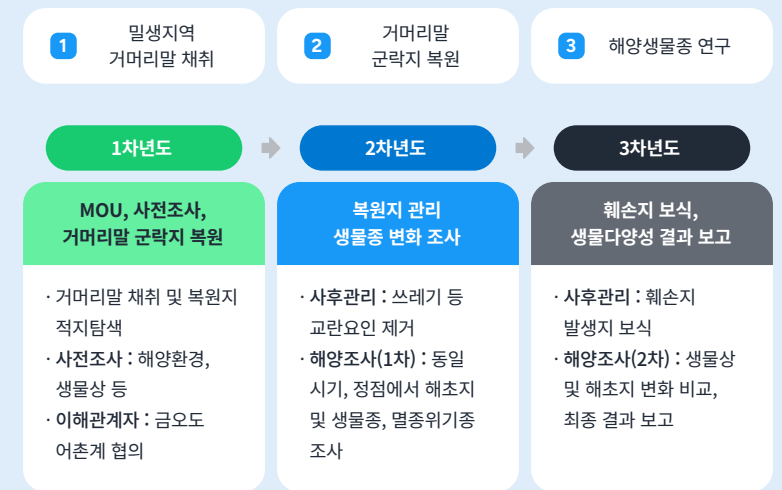 1
밀생지역
거머리말 채취
2
거머리말
군락지 복원
3
해양생물종 연구
1차년도
2차년도
3차년도
MOU, 사전조사,
거머리말 군락지 복원
· 거머리말 채취 및 복원지
적지탐색
· 사전조사 : 해양환경,
생물상 등
· 이해관계자 : 금오도
어촌계 협의
복원지 관리
생물종 변화 조사
· 사후관리 : 쓰레기 등
교란요인 제거
· 해양조사(1차) : 동일
시기, 정점에서 해초지
및 생물종, 멸종위기종
조사
훼손지 보식,
생물다양성 결과 보고
· 사후관리 : 훼손지
발생지 보식
· 해양조사(2차) : 생물상
및 해초지 변화 비교,
최종 결과 보고